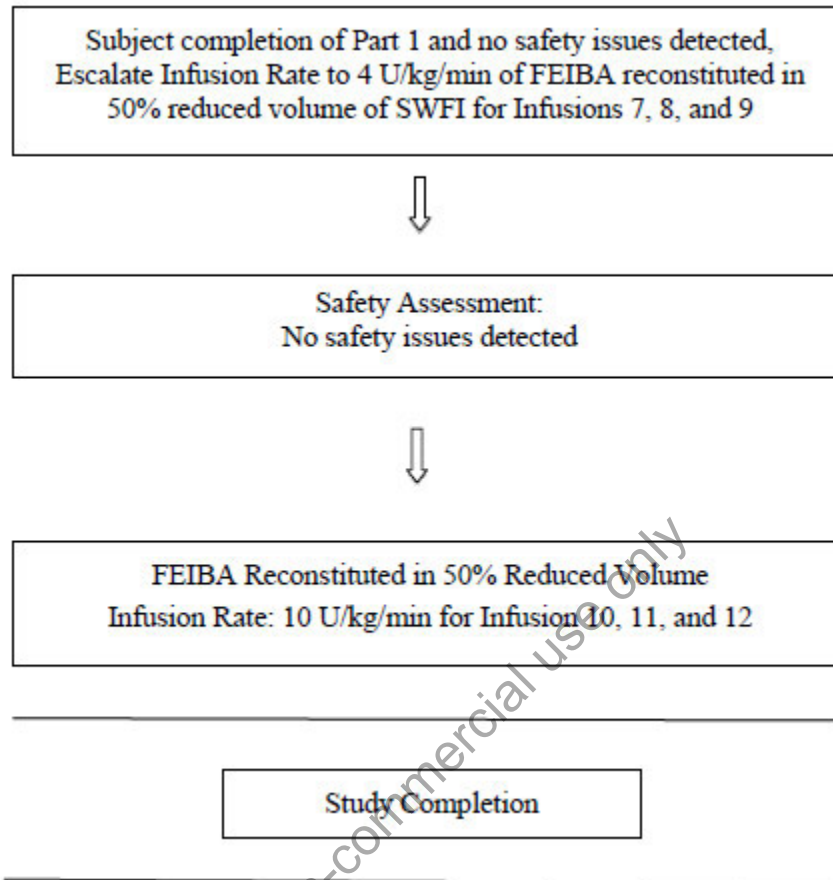 Subject completion of Part 1 and no safety issues detected,
Escalate Infusion Rate to 4 U/kg/min of FEIBA reconstituted in
50% reduced volume of SWFI for Infusions 7, 8, and 9
Safety Assessment:
No safety issues detected
FEIBA Reconstituted in 50% Reduced Volume
Infusion Rate: 10 U/kg/min for Infusion 10, 11, and 12
Study Completion
-commercial use only